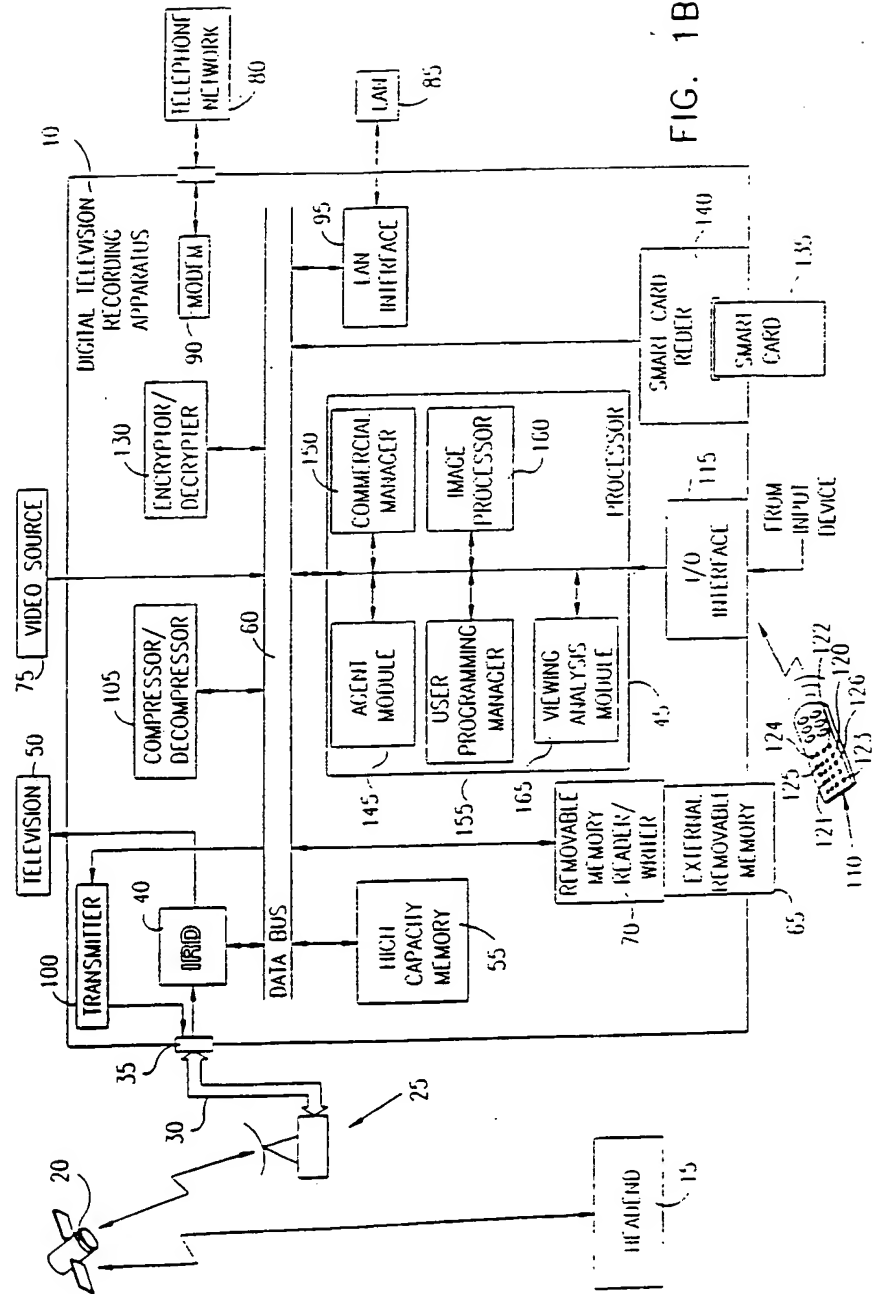 FIG. 1B
TELEPHONE
NETWORK
80
LAN
85
10
DIGITAL TELEVISION
RECORDING
APPARATUS
MODEM
90
95
LAN
INTERFACE
ENCRYPTOR/
DECRYPTER
130
VIDEO SOURCE
75
COMPRESSOR/
DECOMPRESSOR
105
TELEVISION
50
TRANSMITTER
100
IRD
40
35
30
25
20
HEADEND
15
DATA BUS
60
HIGH
CAPACITY
MEMORY
55
REMOVABLE
MEMORY
READER/
WRITER
70
EXTERNAL
REMOVABLE
MEMORY
65
AGENT
MODULE
145
USER
PROGRAMMING
MANAGER
155
VIEWING
ANALYSIS
MODULE
165
COMMERCIAL
MANAGER
150
IMAGE
PROCESSOR
160
PROCESSOR
45
I/O
INTERFACE
115
FROM
INPUT
DEVICE
SMART CARD
REDER
140
SMART
CARD
135
110
121
125
124
122
120
126
123